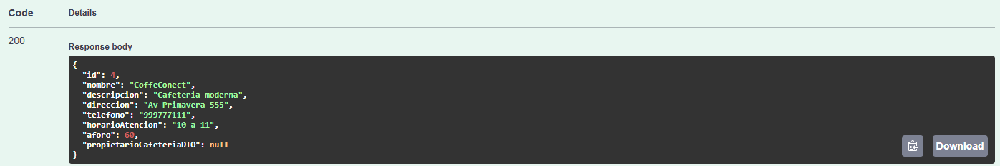 Code Details
200
Response body
{
  "id": 4,
  "nombre": "CoffeConect",
  "descripcion": "Cafeteria moderna",
  "direccion": "Av Primavera 555",
  "telefono": "999777111",
  "horarioAtencion": "10 a 11",
  "aforo": 60,
  "propietarioCafeteriaDTO": null
}
Download